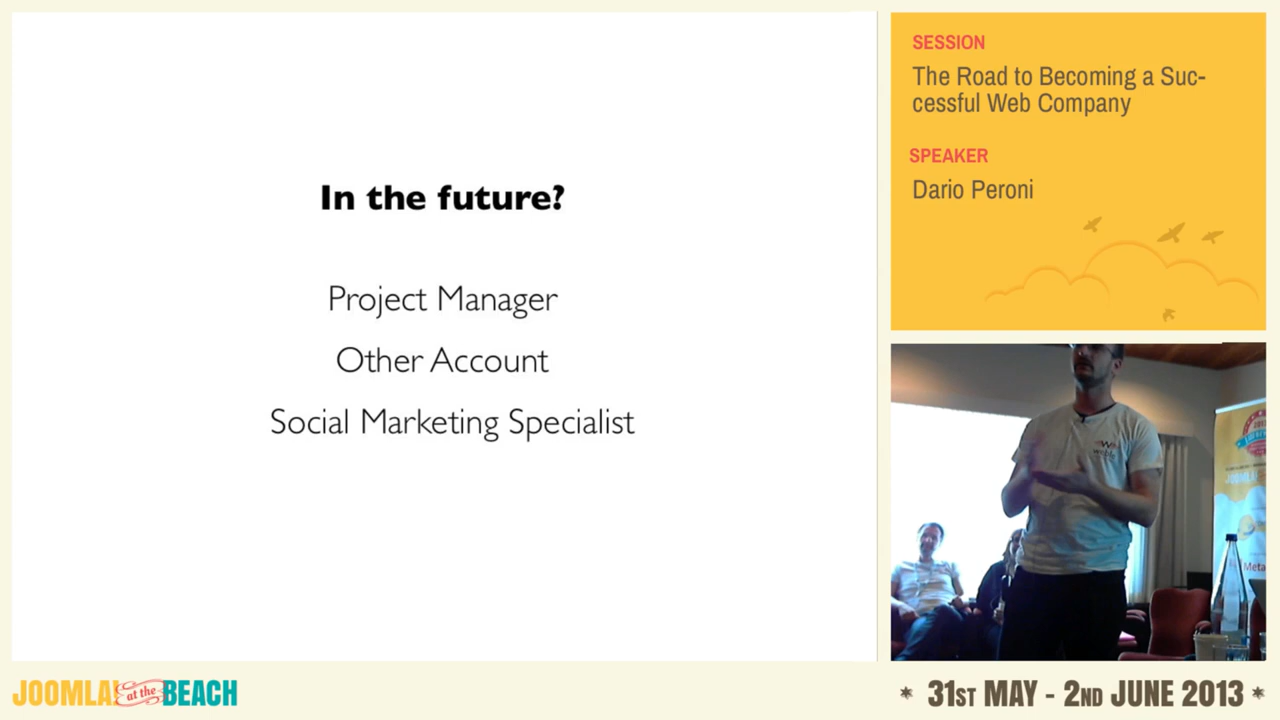 In the future?
Project Manager
Other Account
Social Marketing Specialist
SESSION
The Road to Becoming a Suc-
cessful Web Company
SPEAKER
Dario Peroni
JOOMLA! at the BEACH
* 31ST MAY - 2ND JUNE 2013 *